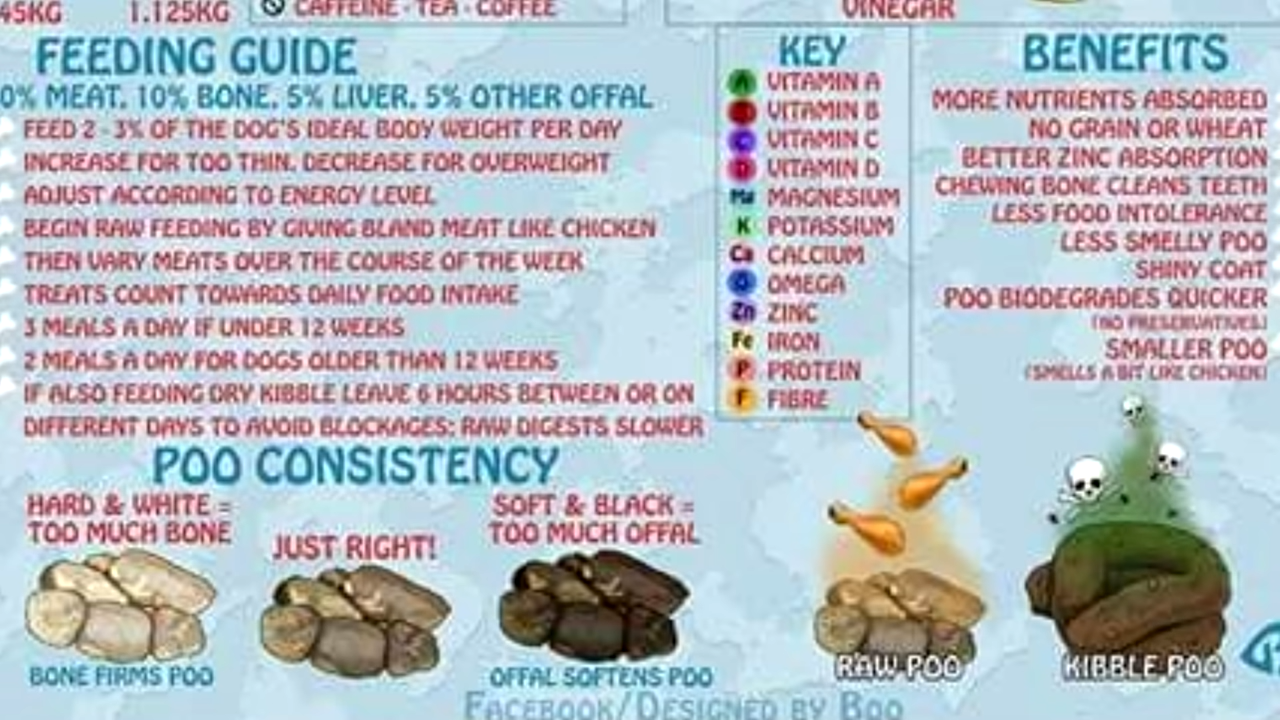 45KG 1.125KG
CAFFEINE · TEA · COFFEE
VINEGAR
FEEDING GUIDE
0% MEAT, 10% BONE, 5% LIVER, 5% OTHER OFFAL
FEED 2 - 3% OF THE DOG'S IDEAL BODY WEIGHT PER DAY
INCREASE FOR TOO THIN, DECREASE FOR OVERWEIGHT
ADJUST ACCORDING TO ENERGY LEVEL
BEGIN RAW FEEDING BY GIVING BLAND MEAT LIKE CHICKEN
THEN VARY MEATS OVER THE COURSE OF THE WEEK
TREATS COUNT TOWARDS DAILY FOOD INTAKE
3 MEALS A DAY IF UNDER 12 WEEKS
2 MEALS A DAY FOR DOGS OLDER THAN 12 WEEKS
IF ALSO FEEDING DRY KIBBLE LEAVE 6 HOURS BETWEEN OR ON
DIFFERENT DAYS TO AVOID BLOCKAGES: RAW DIGESTS SLOWER
KEY
A VITAMIN A
VITAMIN B
C VITAMIN C
D VITAMIN D
MAGNESIUM
K POTASSIUM
Ca CALCIUM
O OMEGA
Zn ZINC
Fe IRON
P PROTEIN
F FIBRE
BENEFITS
MORE NUTRIENTS ABSORBED
NO GRAIN OR WHEAT
BETTER ZINC ABSORPTION
CHEWING BONE CLEANS TEETH
LESS FOOD INTOLERANCE
LESS SMELLY POO
SHINY COAT
POO BIODEGRADES QUICKER
(NO PRESERVATIVES)
SMALLER POO
(SMELLS A BIT LIKE CHICKEN)
POO CONSISTENCY
HARD & WHITE =
TOO MUCH BONE
BONE FIRMS POO
JUST RIGHT!
SOFT & BLACK =
TOO MUCH OFFAL
OFFAL SOFTENS POO
RAW POO
KIBBLE POO
FACEBOOK/DESIGNED BY BOO